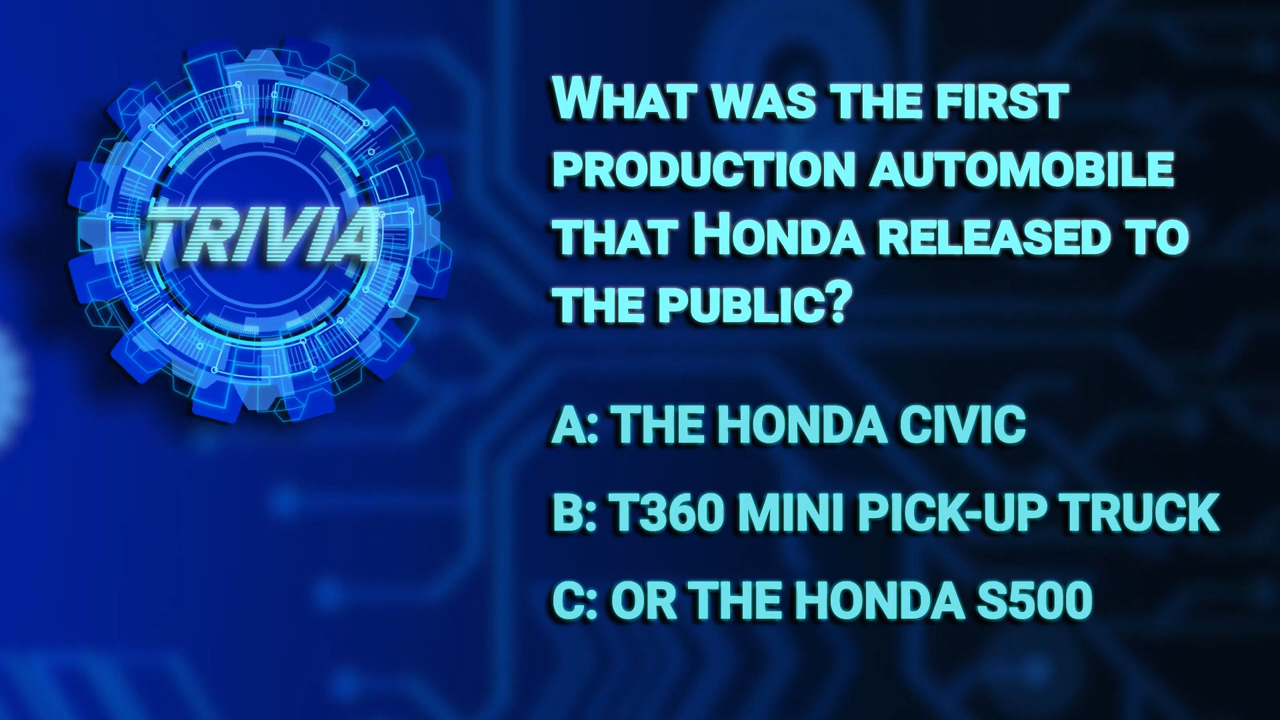 TRIVIA
What was the first
production automobile
that Honda released to
the public?
A: THE HONDA CIVIC
B: T360 MINI PICK-UP TRUCK
C: OR THE HONDA S500